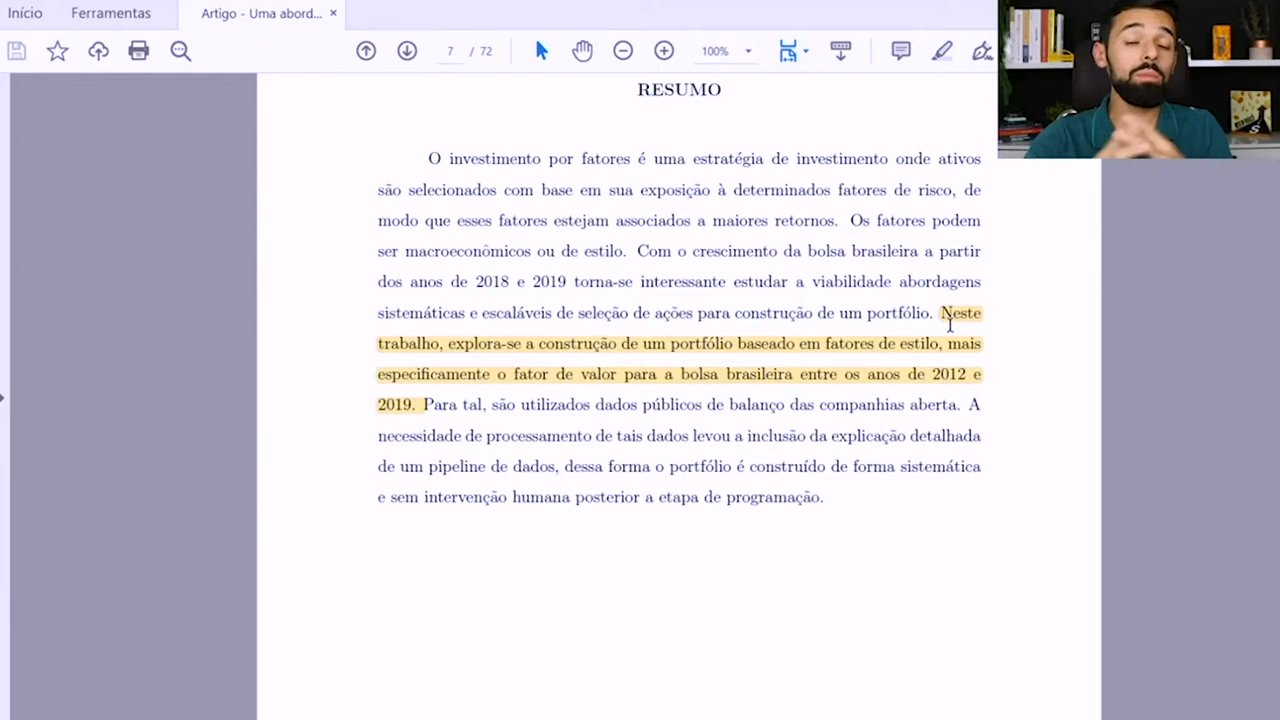 Início
Ferramentas
Artigo - Uma abord... ×
7 / 72
100%
RESUMO
O investimento por fatores é uma estratégia de investimento onde ativos
são selecionados com base em sua exposição à determinados fatores de risco, de
modo que esses fatores estejam associados a maiores retornos. Os fatores podem
ser macroeconômicos ou de estilo. Com o crescimento da bolsa brasileira a partir
dos anos de 2018 e 2019 torna-se interessante estudar a viabilidade abordagens
sistemáticas e escaláveis de seleção de ações para construção de um portfólio. Neste
trabalho, explora-se a construção de um portfólio baseado em fatores de estilo, mais
especificamente o fator de valor para a bolsa brasileira entre os anos de 2012 e
2019. Para tal, são utilizados dados públicos de balanço das companhias aberta. A
necessidade de processamento de tais dados levou a inclusão da explicação detalhada
de um pipeline de dados, dessa forma o portfólio é construído de forma sistemática
e sem intervenção humana posterior a etapa de programação.